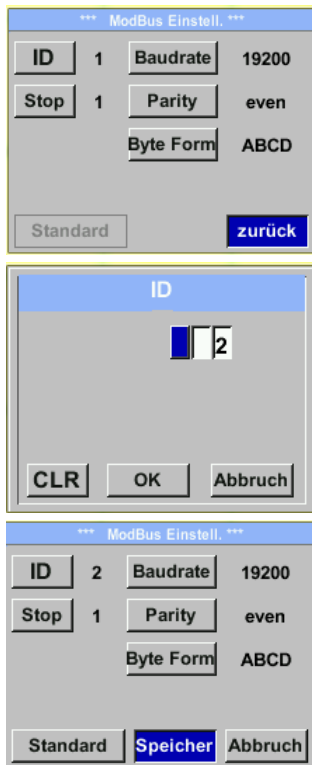 *** ModBus Einstell. ***
ID 1 Baudrate 19200
Stop 1 Parity even
Byte Form ABCD
Standard zurück
ID
2
CLR OK Abbruch
*** ModBus Einstell. ***
ID 2 Baudrate 19200
Stop 1 Parity even
Byte Form ABCD
Standard Speicher Abbruch